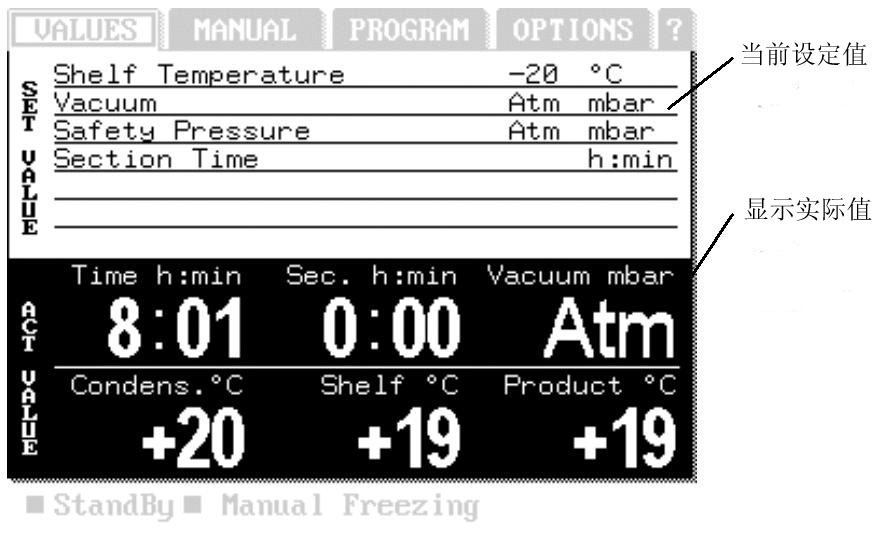 VALUES MANUAL PROGRAM OPTIONS ?
SET VALUE
Shelf Temperature -20 °C
Vacuum Atm mbar
Safety Pressure Atm mbar
Section Time h:min
当前设定值
显示实际值
ACT VALUE
Time h:min Sec. h:min Vacuum mbar
8:01 0:00 Atm
Condens.°C Shelf °C Product °C
+20 +19 +19
StandBy Manual Freezing